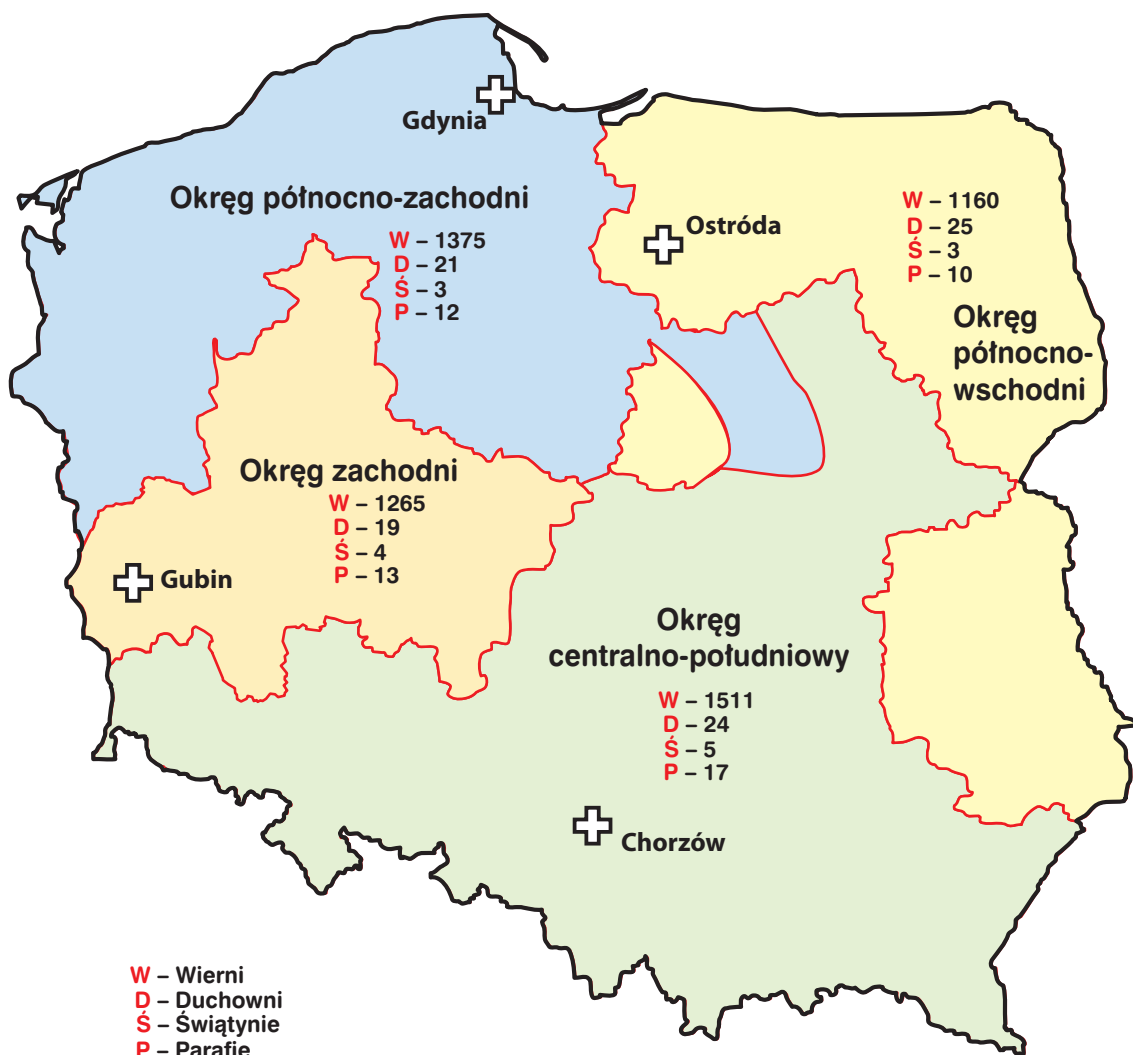 Gdynia
Okręg północno-zachodni
W – 1375
D – 21
Ś – 3
P – 12
Ostróda
W – 1160
D – 25
Ś – 3
P – 10
Okręg
północno-
wschodni
Okręg zachodni
W – 1265
D – 19
Ś – 4
P – 13
Gubin
Okręg
centralno-południowy
W – 1511
D – 24
Ś – 5
P – 17
Chorzów
W – Wierni
D – Duchowni
Ś – Świątynie
P – Parafie